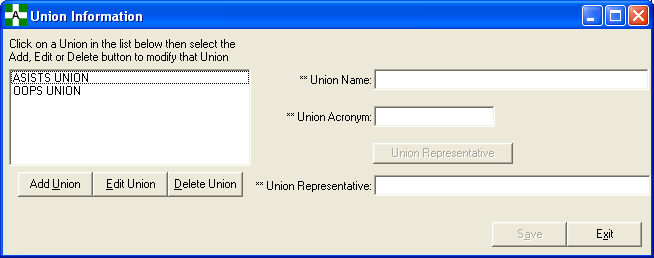 A Union Information
Click on a Union in the list below then select the
Add, Edit or Delete button to modify that Union
ASISTS UNION
OOPS UNION
Add Union Edit Union Delete Union
** Union Name:
** Union Acronym:
Union Representative
** Union Representative:
Save Exit